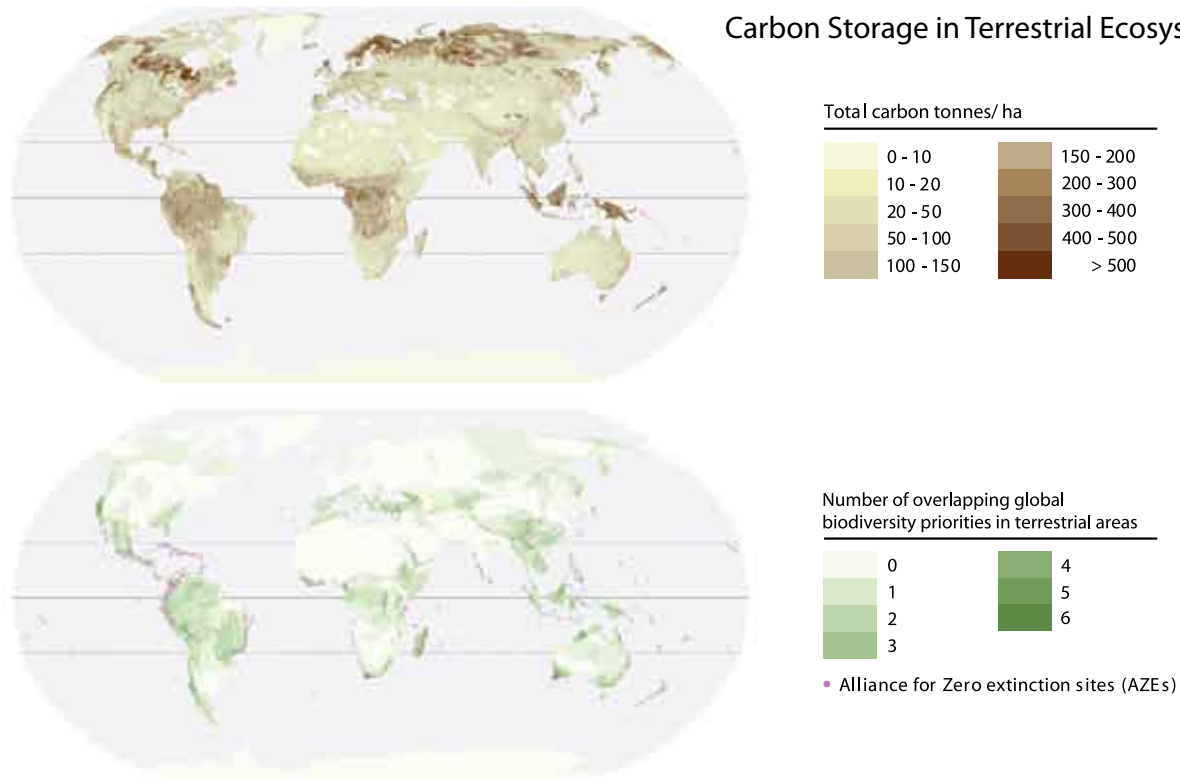 Carbon Storage in Terrestrial Ecosys
Total carbon tonnes/ ha
0 - 10
10 - 20
20 - 50
50 - 100
100 - 150
150 - 200
200 - 300
300 - 400
400 - 500
> 500
Number of overlapping global
biodiversity priorities in terrestrial areas
0
1
2
3
4
5
6
Alliance for Zero extinction sites (AZEs)